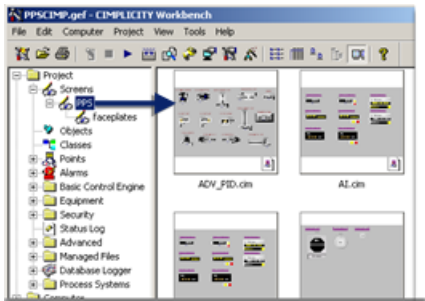 PPSCIMP.gef - CIMPLICITY Workbench
File Edit Computer Project View Tools Help
Project
Screens
PPS
faceplates
Objects
Classes
Points
Alarms
Basic Control Engine
Equipment
Security
Status Log
Advanced
Managed Files
Database Logger
Process Systems
Computer
ADV_PID.cim
AI.cim